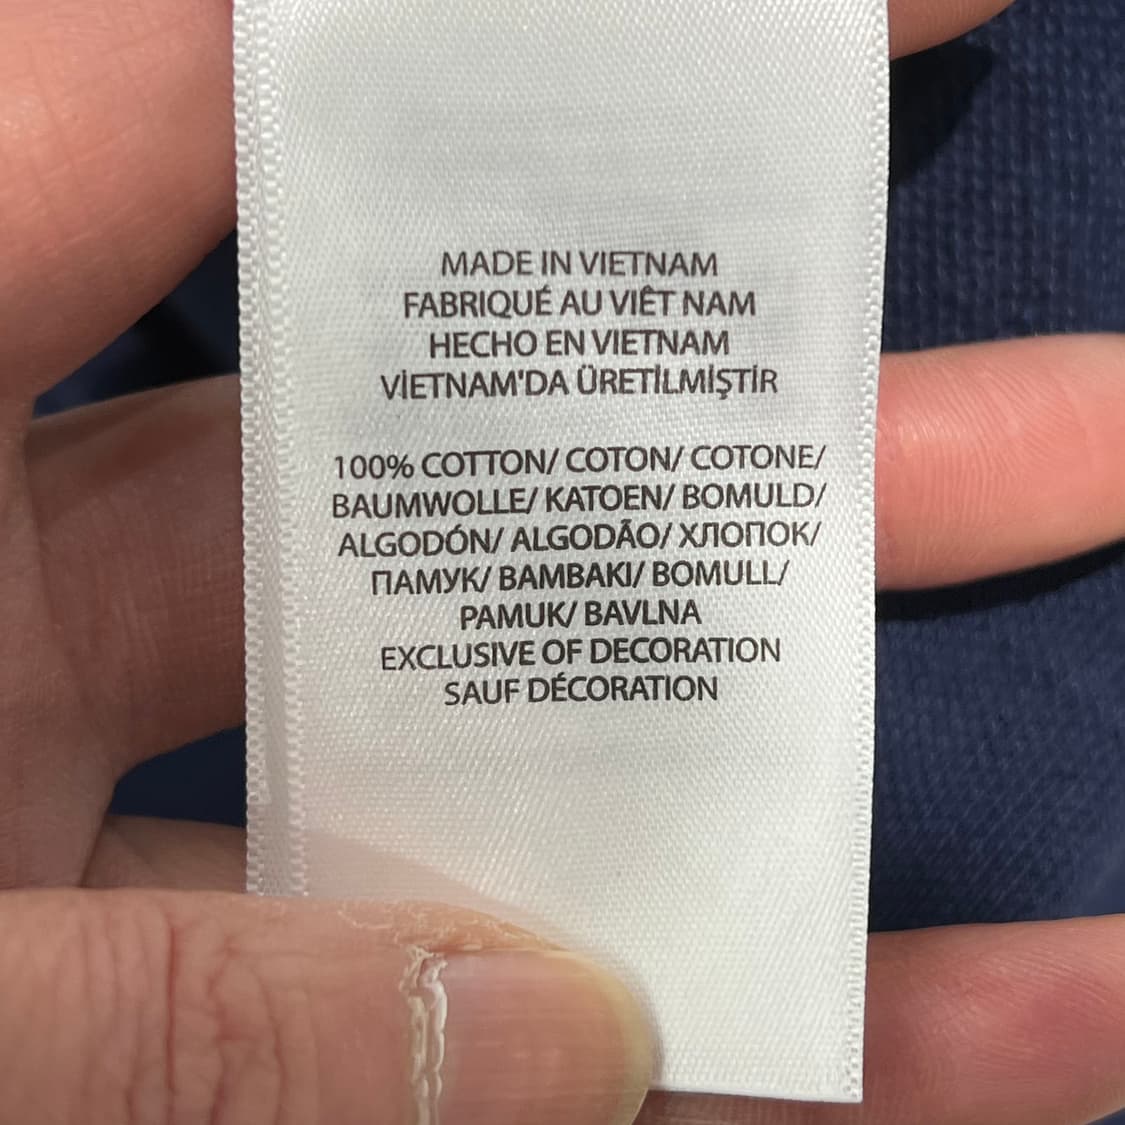 MADE IN VIETNAM
FABRIQUÉ AU VIÊT NAM
HECHO EN VIETNAM
VİETNAM'DA ÜRETİLMİŞTİR
100% COTTON/ COTON/ COTONE/
BAUMWOLLE/ KATOEN/ BOMULD/
ALGODÓN/ ALGODÃO/ ХЛОПОК/
ПАМУК/ BAMBAKI/ BOMULL/
PAMUK/ BAVLNA
EXCLUSIVE OF DECORATION
SAUF DÉCORATION